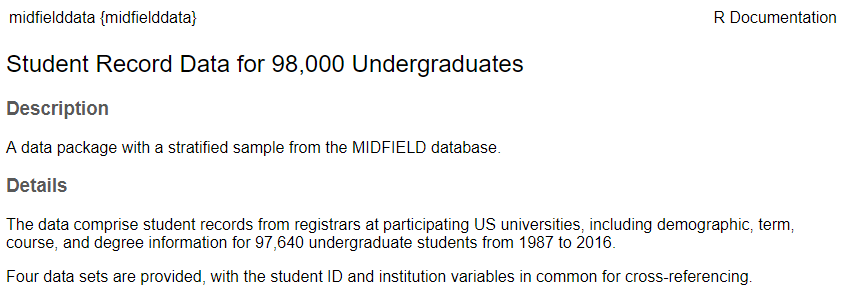 midfielddata {midfielddata} R Documentation
Student Record Data for 98,000 Undergraduates
Description
A data package with a stratified sample from the MIDFIELD database.
Details
The data comprise student records from registrars at participating US universities, including demographic, term,
course, and degree information for 97,640 undergraduate students from 1987 to 2016.
Four data sets are provided, with the student ID and institution variables in common for cross-referencing.